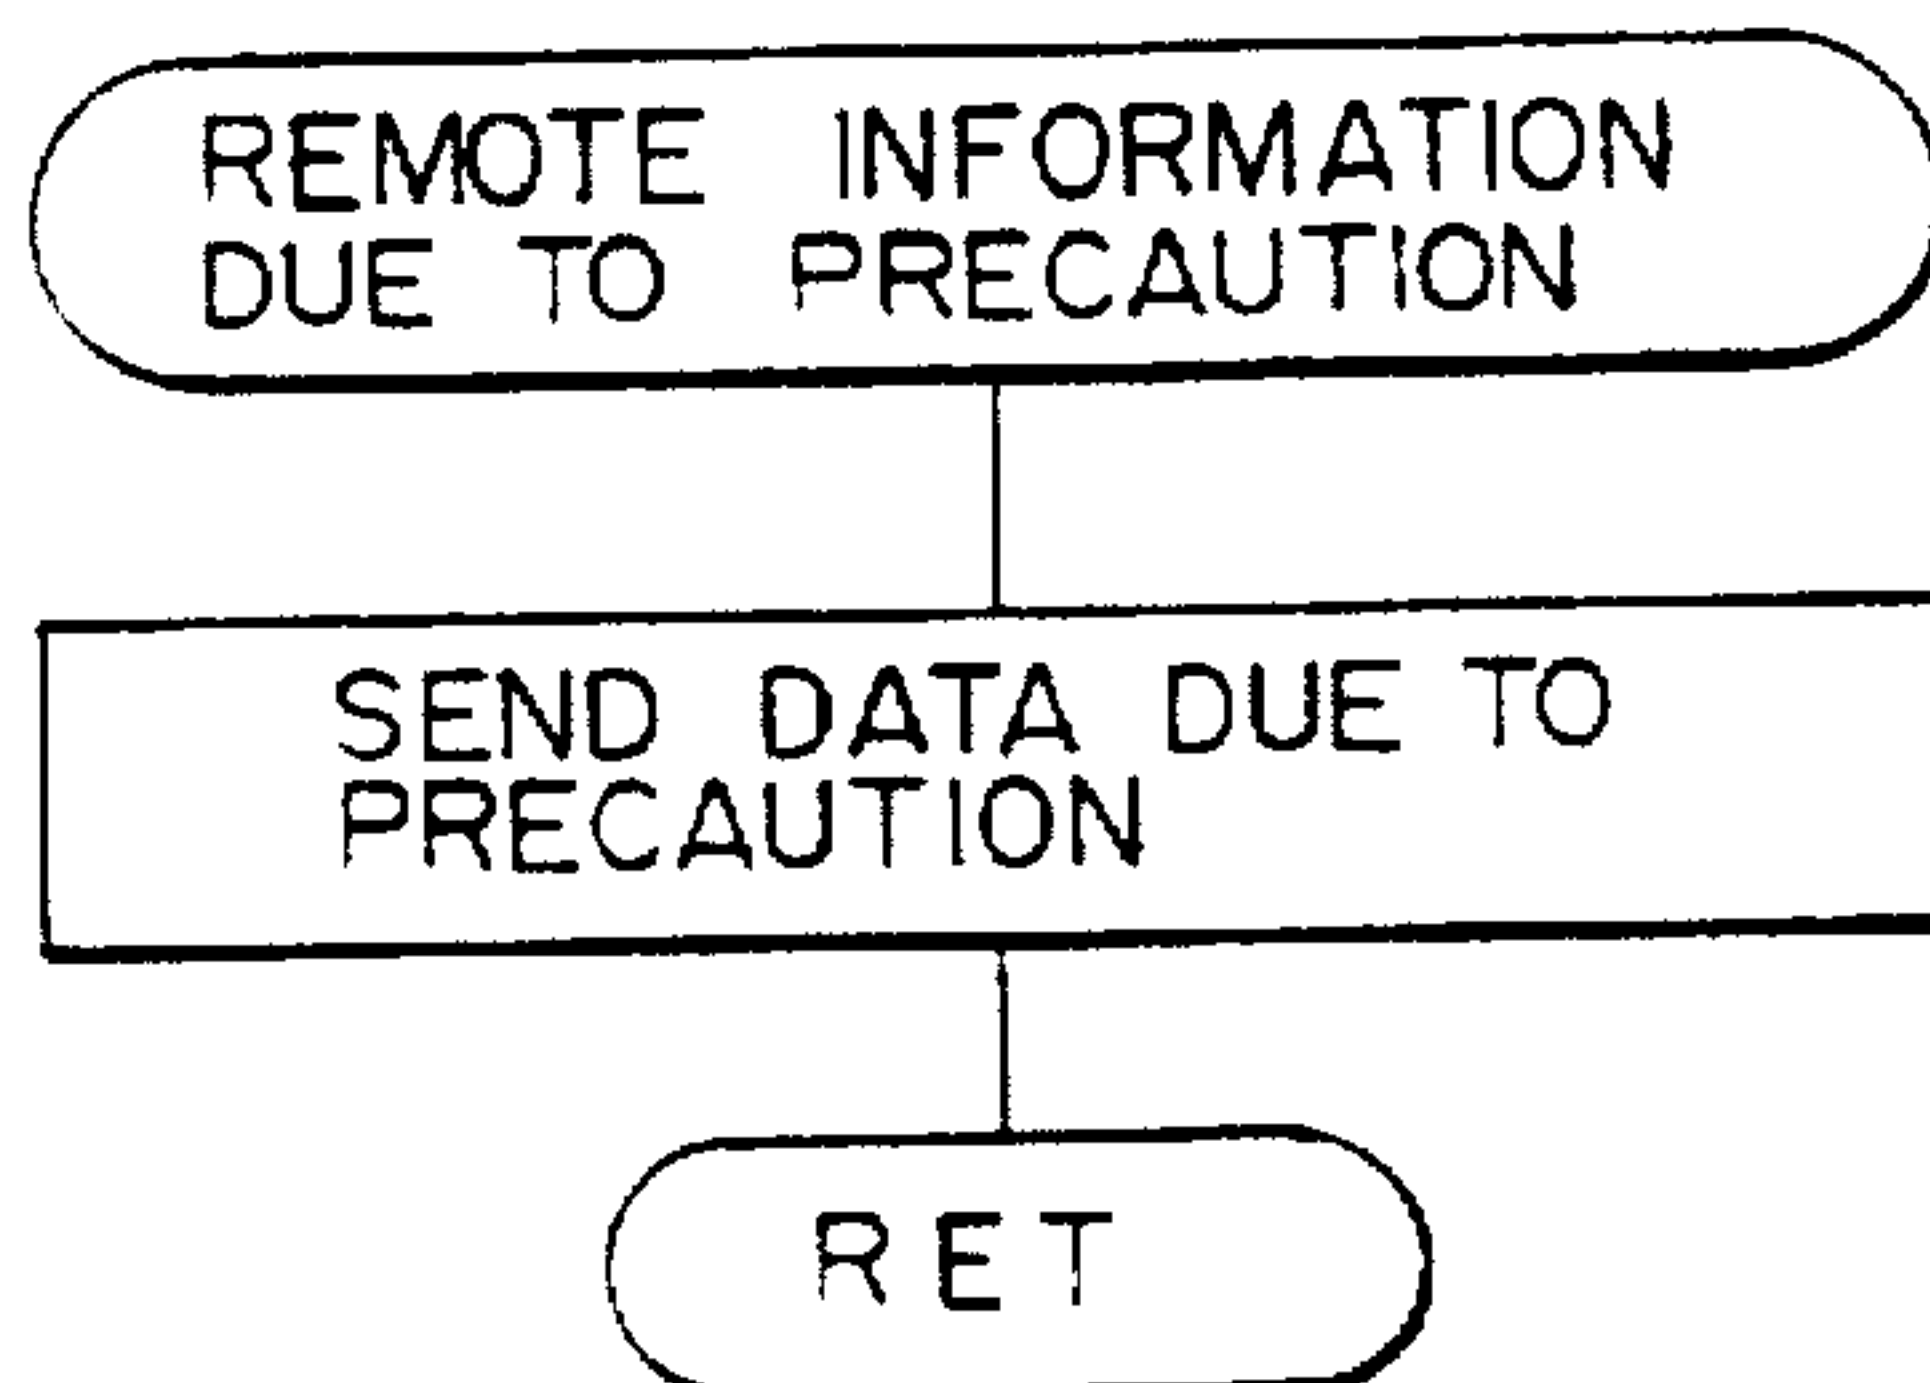 REMOTE INFORMATION
DUE TO PRECAUTION
SEND DATA DUE TO
PRECAUTION
RET